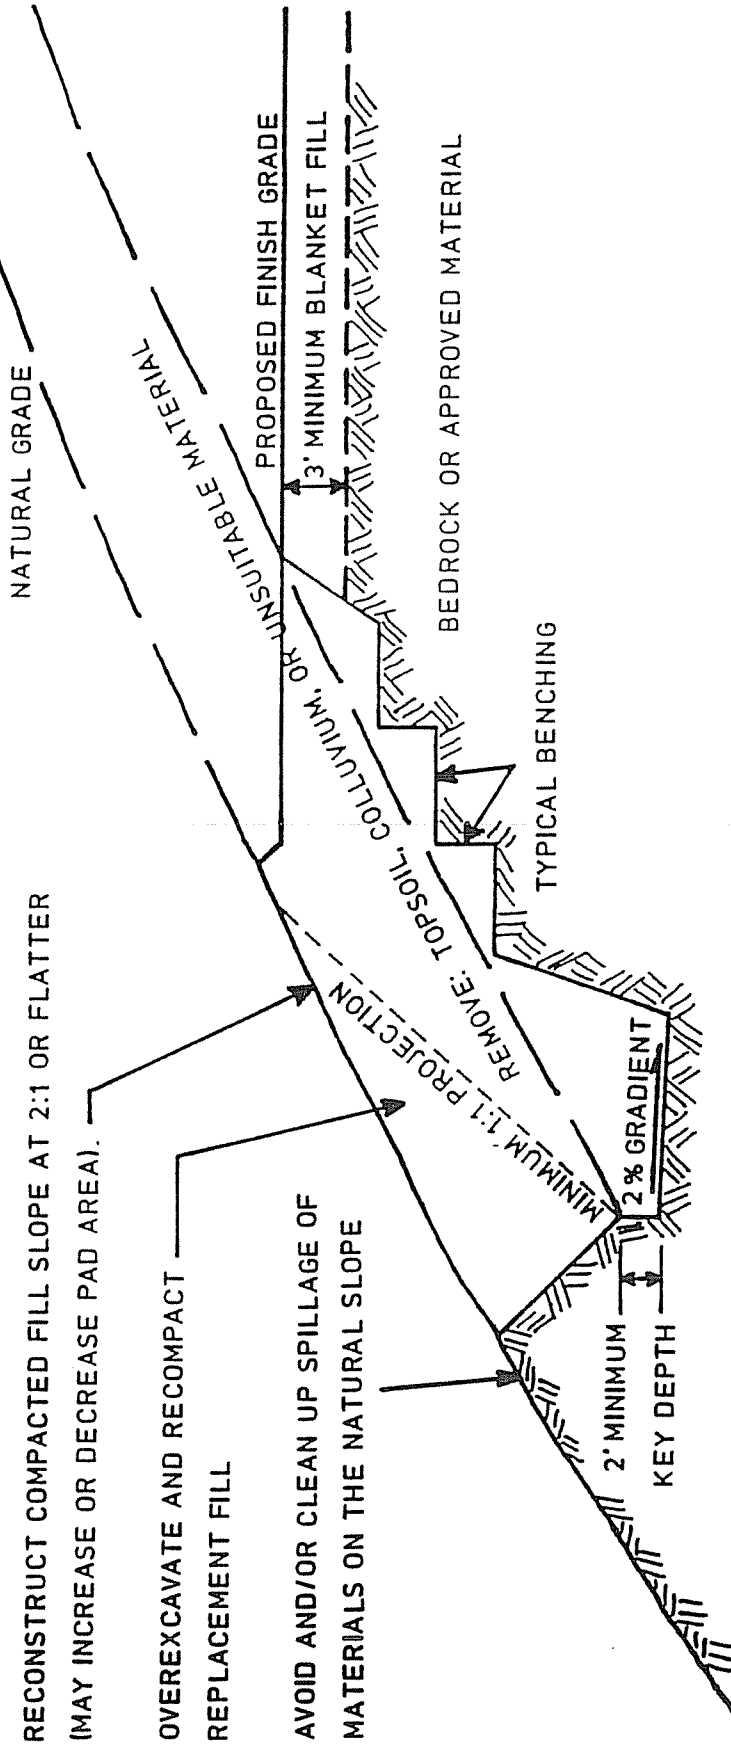 RECONSTRUCT COMPACTED FILL SLOPE AT 2:1 OR FLATTER
(MAY INCREASE OR DECREASE PAD AREA).
OVEREXCAVATE AND RECOMPACT
REPLACEMENT FILL
AVOID AND/OR CLEAN UP SPILLAGE OF
MATERIALS ON THE NATURAL SLOPE
NATURAL GRADE
REMOVE: TOPSOIL, COLLUVIUM, OR UNSUITABLE MATERIAL
PROPOSED FINISH GRADE
3' MINIMUM BLANKET FILL
MINIMUM 1:1 PROJECTION
BEDROCK OR APPROVED MATERIAL
TYPICAL BENCHING
2% GRADIENT
2' MINIMUM
KEY DEPTH